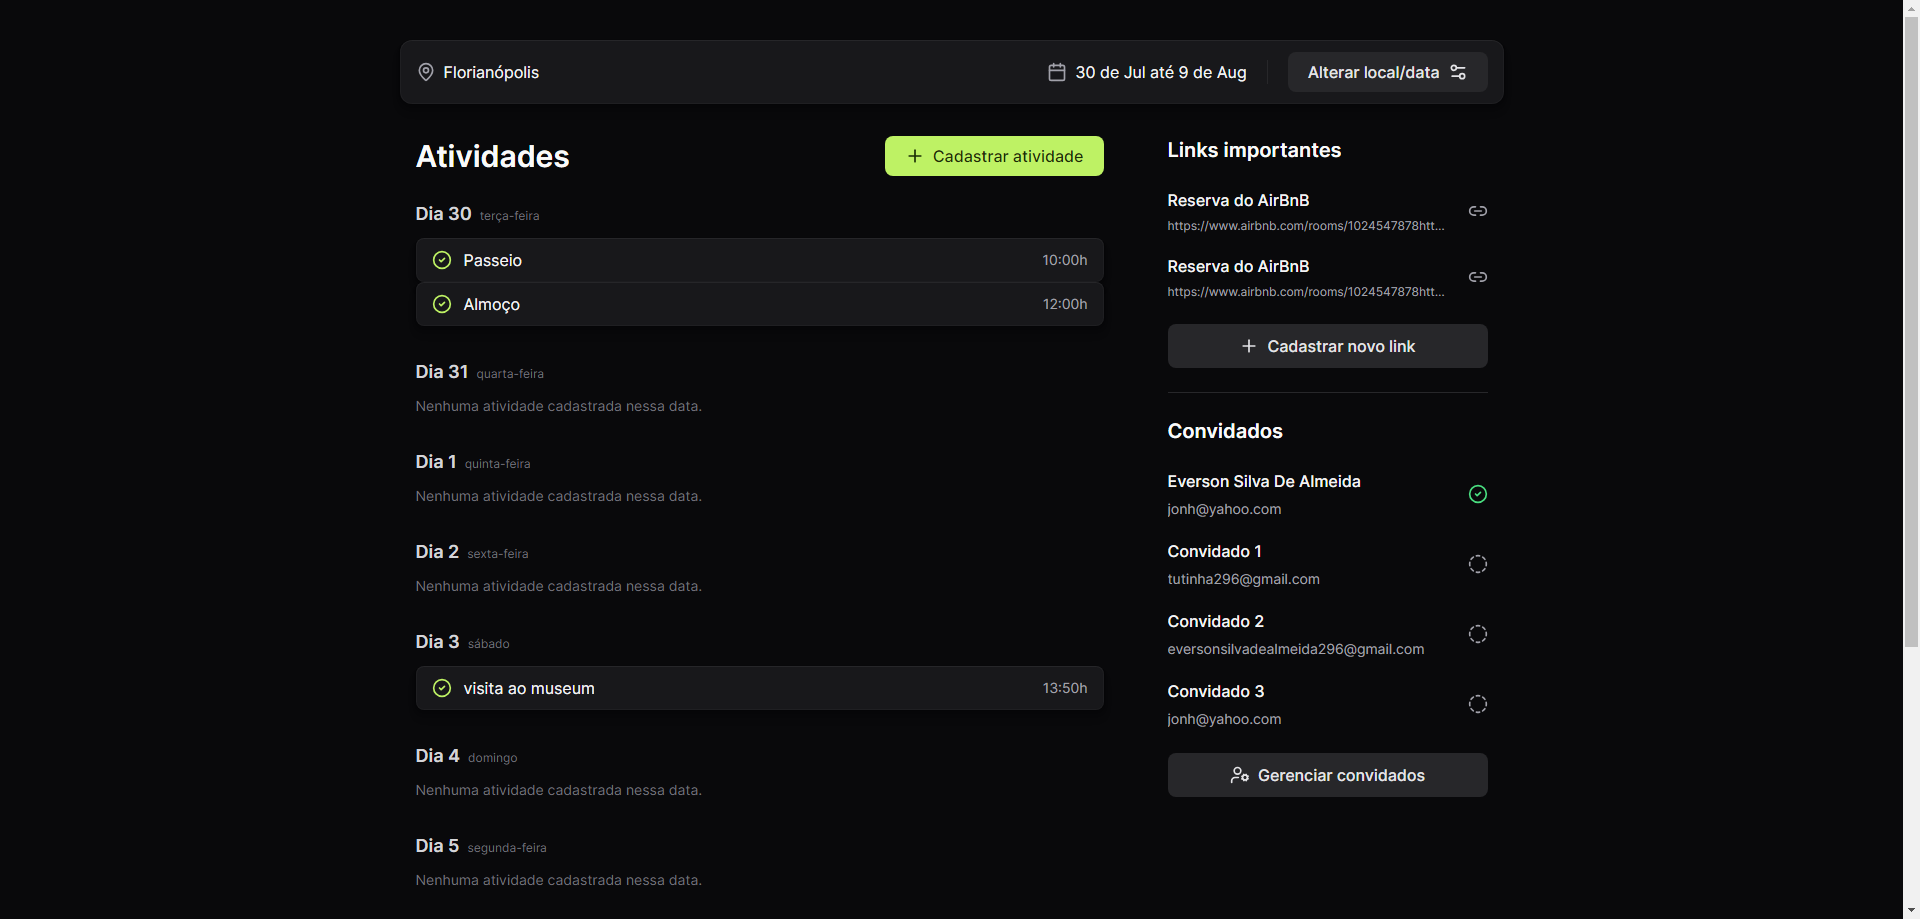 Florianópolis
30 de Jul até 9 de Aug
Alterar local/data
Atividades
Cadastrar atividade
Dia 30 terça-feira
Passeio 10:00h
Almoço 12:00h
Dia 31 quarta-feira
Nenhuma atividade cadastrada nessa data.
Dia 1 quinta-feira
Nenhuma atividade cadastrada nessa data.
Dia 2 sexta-feira
Nenhuma atividade cadastrada nessa data.
Dia 3 sábado
visita ao museum 13:50h
Dia 4 domingo
Nenhuma atividade cadastrada nessa data.
Dia 5 segunda-feira
Nenhuma atividade cadastrada nessa data.
Links importantes
Reserva do AirBnB
https://www.airbnb.com/rooms/1024547878htt...
Reserva do AirBnB
https://www.airbnb.com/rooms/1024547878htt...
Cadastrar novo link
Convidados
Everson Silva De Almeida
jonh@yahoo.com
Convidado 1
tutinha296@gmail.com
Convidado 2
eversonsilvadealmeida296@gmail.com
Convidado 3
jonh@yahoo.com
Gerenciar convidados